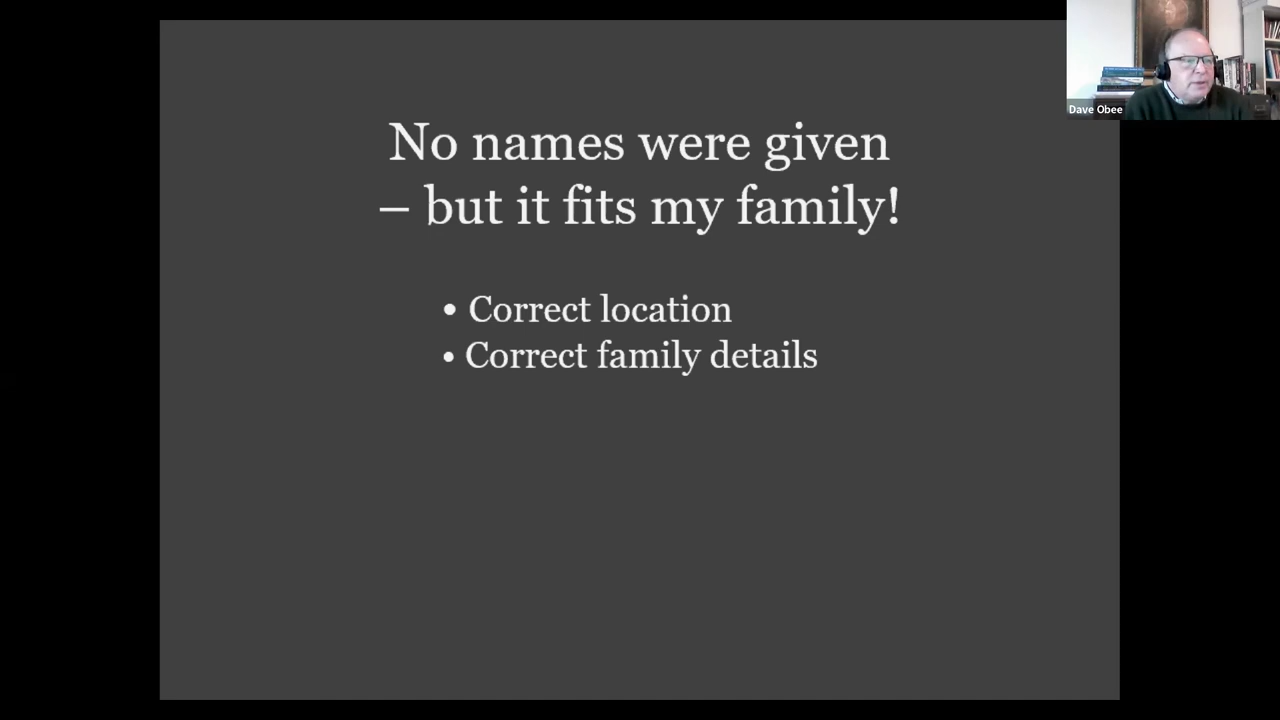 No names were given
– but it fits my family!
• Correct location
• Correct family details
Dave Obee